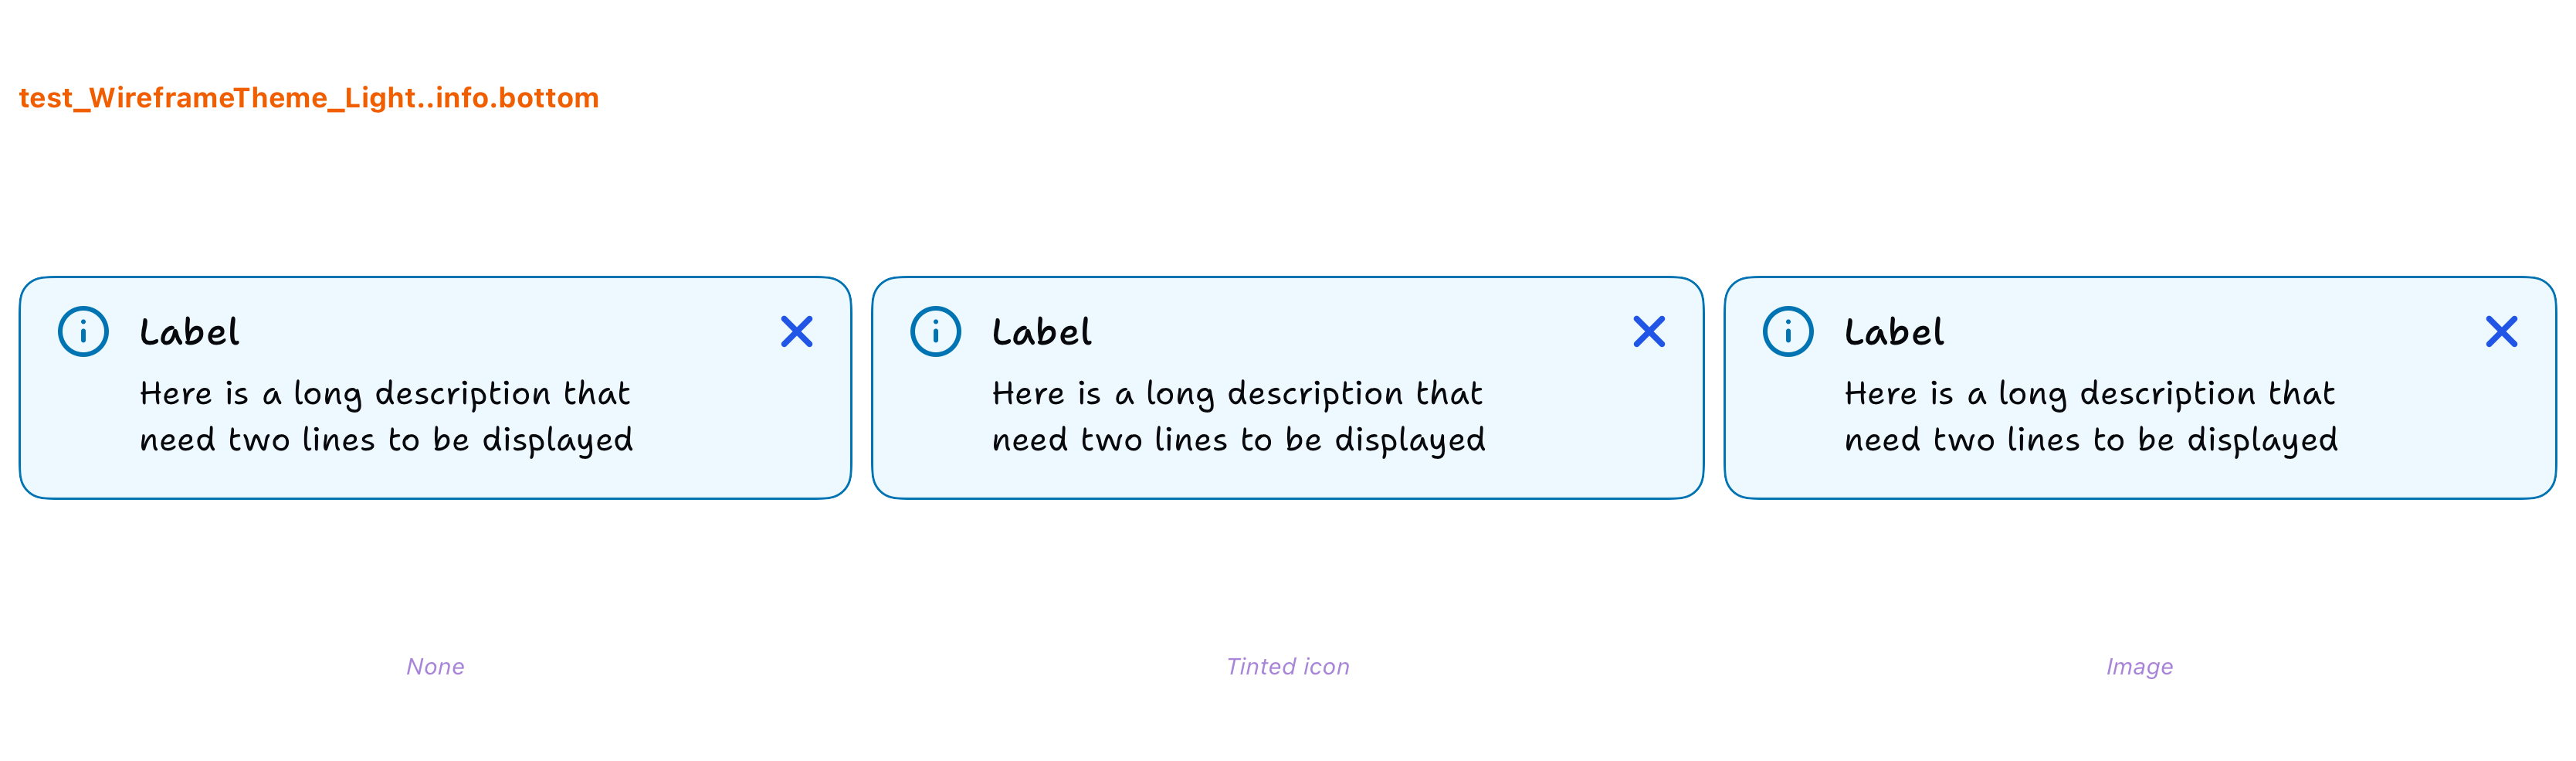 test_WireframeTheme_Light..info.bottom
Label
Here is a long description that
need two lines to be displayed
Label
Here is a long description that
need two lines to be displayed
Label
Here is a long description that
need two lines to be displayed
None
Tinted icon
Image